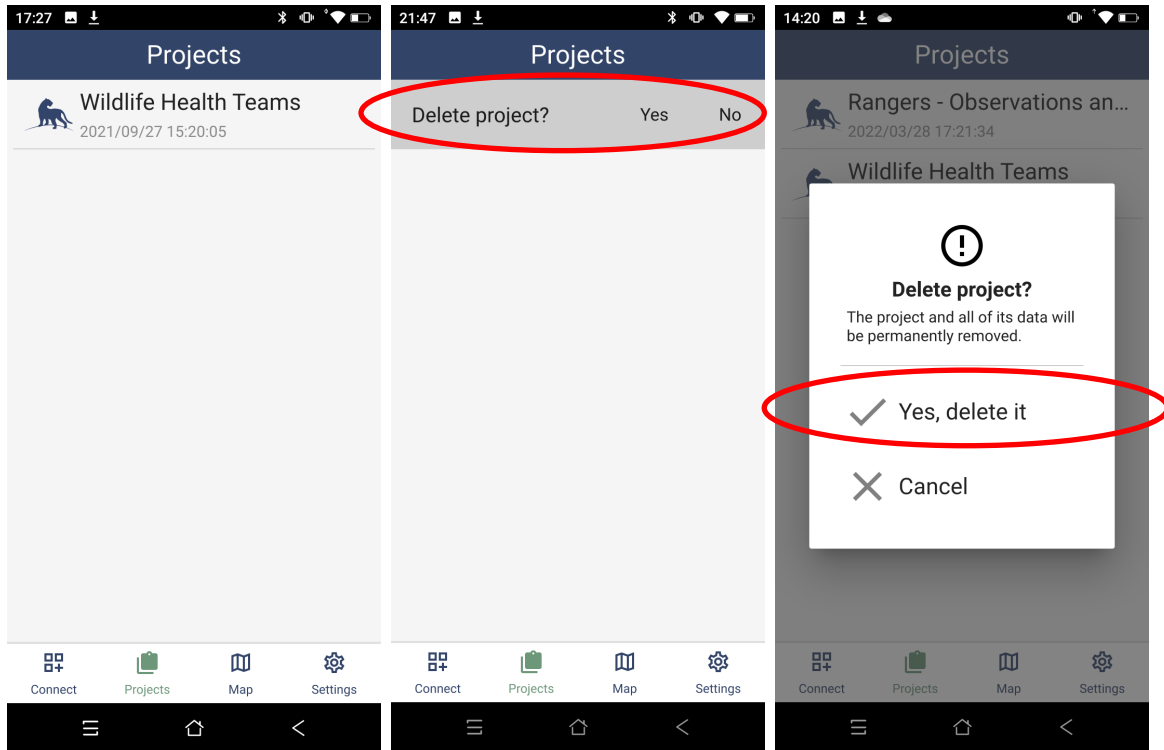 17:27
Projects
Wildlife Health Teams
2021/09/27 15:20:05
Connect
Projects
Map
Settings
21:47
Projects
Delete project?
Yes
No
Connect
Projects
Map
Settings
14:20
Projects
Rangers - Observations an...
2022/03/28 17:21:34
Wildlife Health Teams
Delete project?
The project and all of its data will
be permanently removed.
Yes, delete it
Cancel
Connect
Projects
Map
Settings